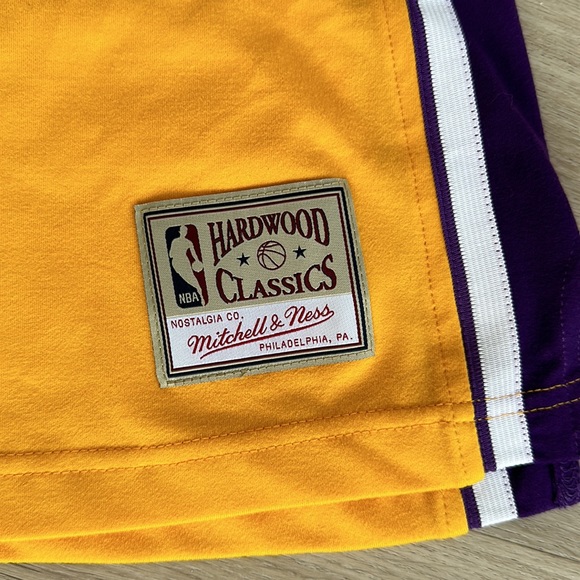 HARDWOOD
CLASSICS
NBA
NOSTALGIA CO.
Mitchell & Ness
PHILADELPHIA, PA.